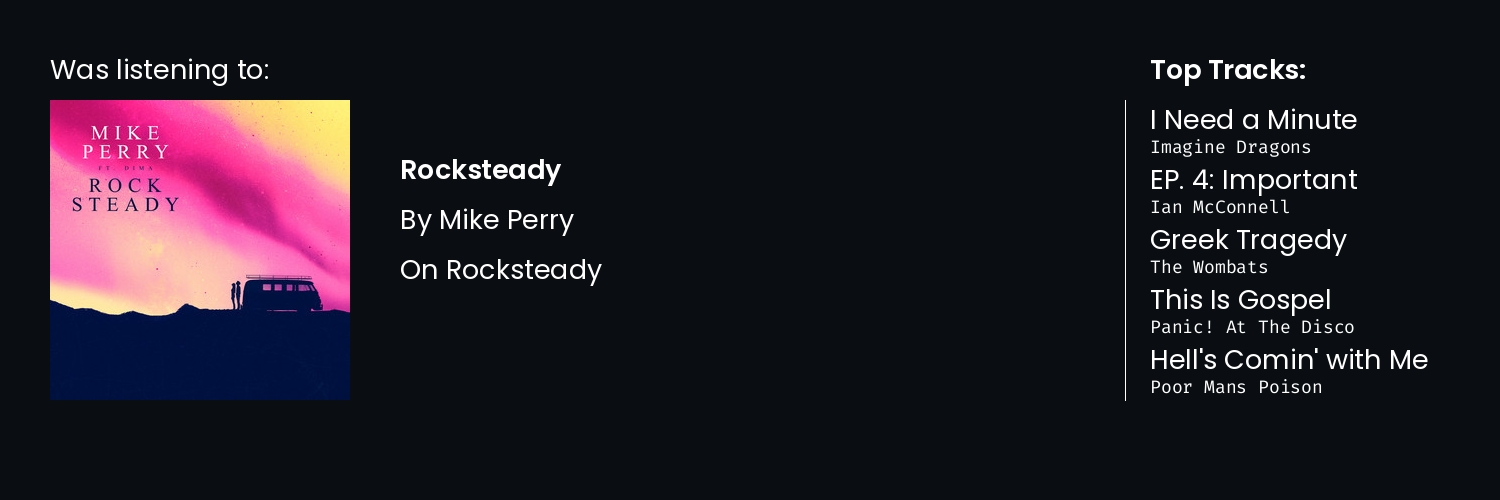 Was listening to:
MIKE
PERRY
FT. DIMA
ROCK
STEADY
Rocksteady
By Mike Perry
On Rocksteady
Top Tracks:
I Need a Minute
Imagine Dragons
EP. 4: Important
Ian McConnell
Greek Tragedy
The Wombats
This Is Gospel
Panic! At The Disco
Hell's Comin' with Me
Poor Mans Poison